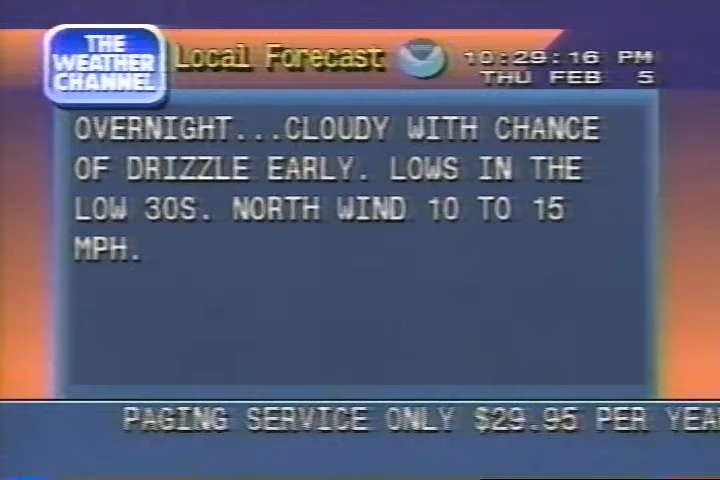 THE
WEATHER
CHANNEL
Local Forecast
10:29:16 PM
THU FEB 5
OVERNIGHT...CLOUDY WITH CHANCE
OF DRIZZLE EARLY. LOWS IN THE
LOW 30S. NORTH WIND 10 TO 15
MPH.
PAGING SERVICE ONLY $29.95 PER YEA